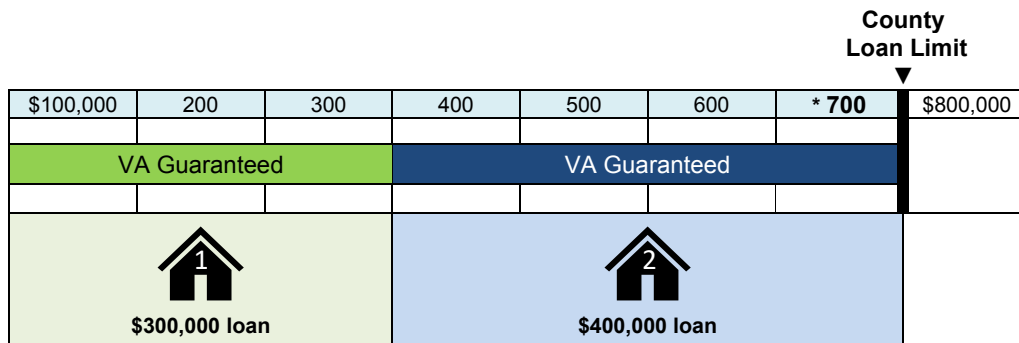 County
Loan Limit
▼
$100,000 200 300 400 500 600 * 700 $800,000
VA Guaranteed VA Guaranteed
1 2
$300,000 loan $400,000 loan